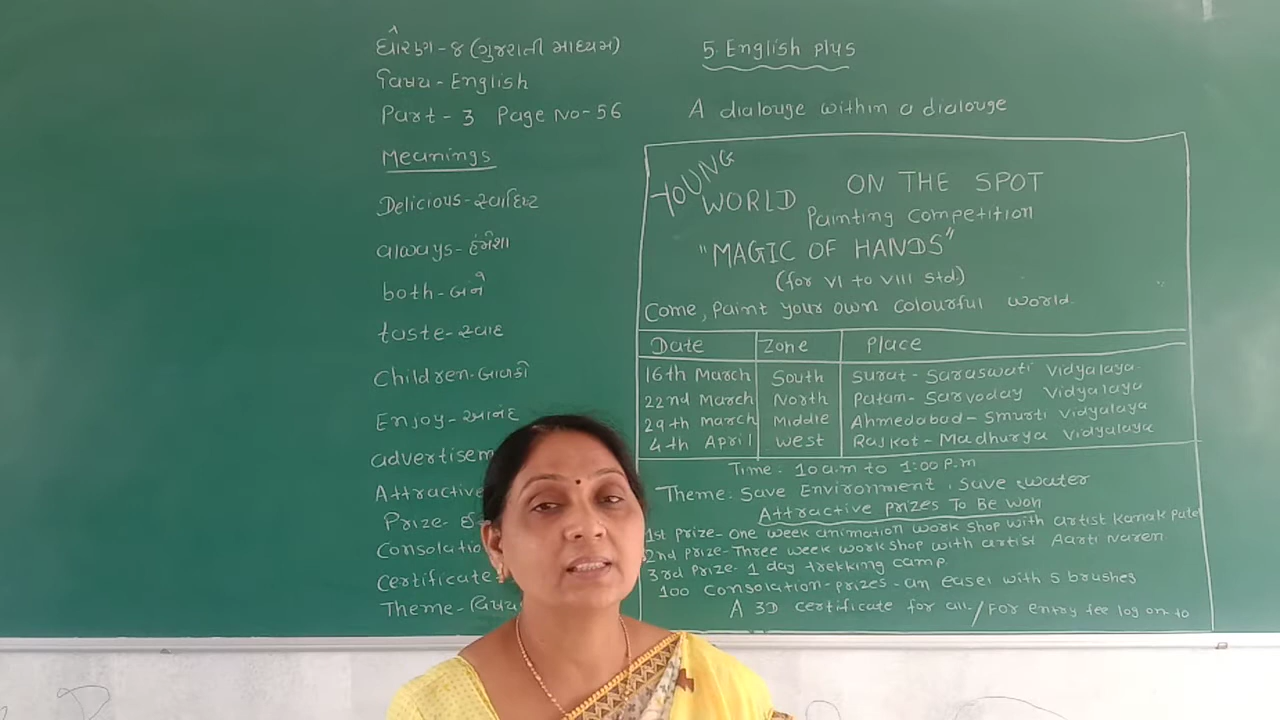 ધોરણ-૪ (ગુજરાતી માધ્યમ)
વિષય-English
Part-3 Page No-56
Meanings
Delicious-સ્વાદિષ્ટ
always-હંમેશા
both-બંને
taste-સ્વાદ
Children-બાળકો
Enjoy-આનંદ
advertisem
Attractive
Prize-ઈ
Consolatio
Certificate
Theme-વિષય
5. English plus
A dialouge within a dialouge
YOUNG WORLD ON THE SPOT
Painting Competition
"MAGIC OF HANDS"
(for VI to VIII Std.)
Come, Paint your own colourful world.
Date Zone Place
16th March South Surat-Saraswati Vidyalaya.
22nd March North Patan-Sarvoday Vidyalaya
29th March Middle Ahmedabad-Smurti Vidyalaya
4th April West Rajkot-Madhurya Vidyalaya
Time: 10 a.m to 1:00 P.m
Theme: Save Environment, Save water
Attractive prizes To Be Won
1st prize-One week animation work shop with artist Kanak Patel
2nd prize-Three week workshop with artist Aarti Naren
3rd Prize-1 day trekking camp.
100 Consolation-prizes-an easel with 5 brushes
A 3D certificate for all./For entry fee log on to